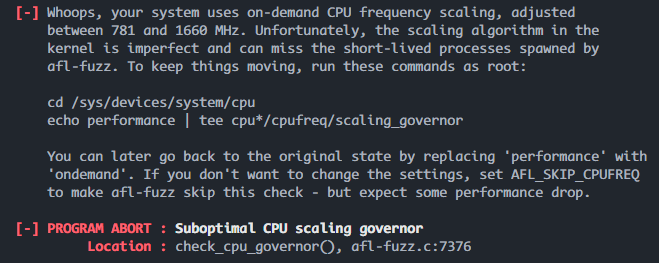 [-] Whoops, your system uses on-demand CPU frequency scaling, adjusted
between 781 and 1660 MHz. Unfortunately, the scaling algorithm in the
kernel is imperfect and can miss the short-lived processes spawned by
afl-fuzz. To keep things moving, run these commands as root:
cd /sys/devices/system/cpu
echo performance | tee cpu*/cpufreq/scaling_governor
You can later go back to the original state by replacing 'performance' with
'ondemand'. If you don't want to change the settings, set AFL_SKIP_CPUFREQ
to make afl-fuzz skip this check - but expect some performance drop.
[-] PROGRAM ABORT : Suboptimal CPU scaling governor
Location : check_cpu_governor(), afl-fuzz.c:7376